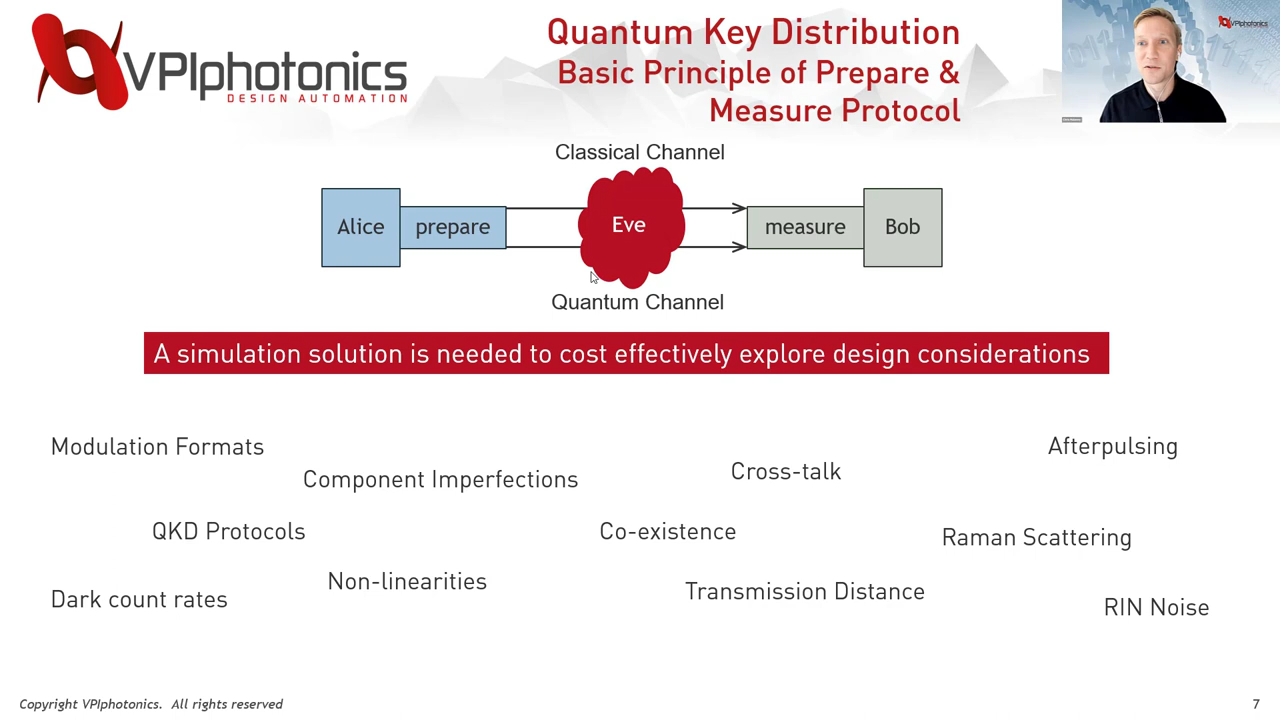 VPIphotonics
DESIGN AUTOMATION
Quantum Key Distribution
Basic Principle of Prepare &
Measure Protocol
VPIphotonics
Classical Channel
Alice
prepare
Eve
measure
Bob
Quantum Channel
A simulation solution is needed to cost effectively explore design considerations
Modulation Formats
Afterpulsing
Component Imperfections
Cross-talk
QKD Protocols
Co-existence
Raman Scattering
Non-linearities
Transmission Distance
Dark count rates
RIN Noise
Copyright VPIphotonics. All rights reserved
7